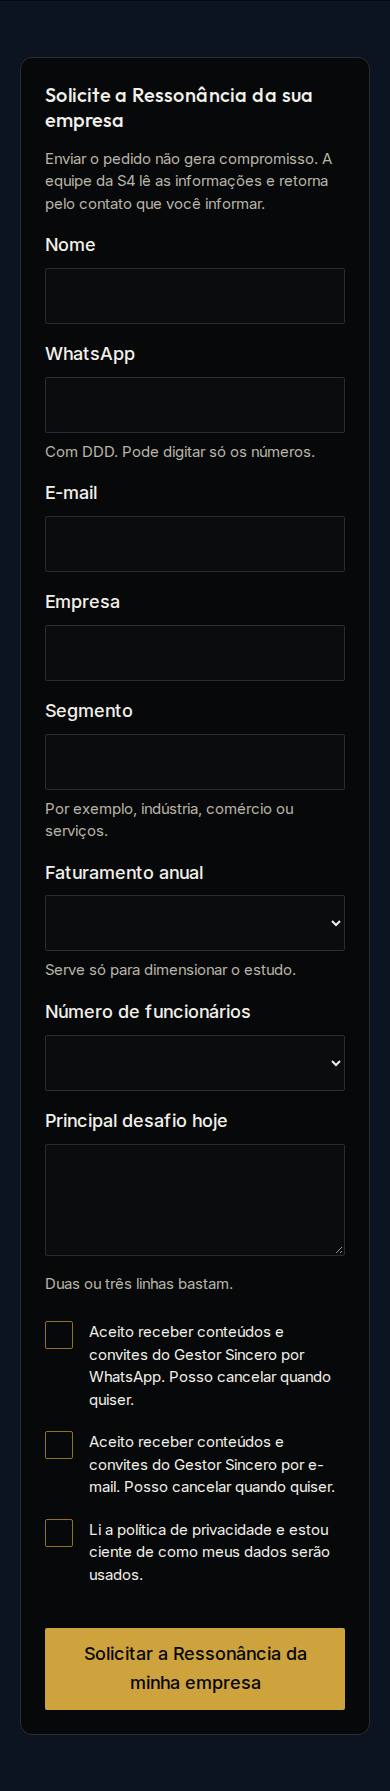 Solicite a Ressonância da sua
empresa
Enviar o pedido não gera compromisso. A
equipe da S4 lê as informações e retorna
pelo contato que você informar.
Nome
WhatsApp
Com DDD. Pode digitar só os números.
E-mail
Empresa
Segmento
Por exemplo, indústria, comércio ou
serviços.
Faturamento anual
Serve só para dimensionar o estudo.
Número de funcionários
Principal desafio hoje
Duas ou três linhas bastam.
Aceito receber conteúdos e
convites do Gestor Sincero por
WhatsApp. Posso cancelar quando
quiser.
Aceito receber conteúdos e
convites do Gestor Sincero por e-
mail. Posso cancelar quando quiser.
Li a política de privacidade e estou
ciente de como meus dados serão
usados.
Solicitar a Ressonância da
minha empresa